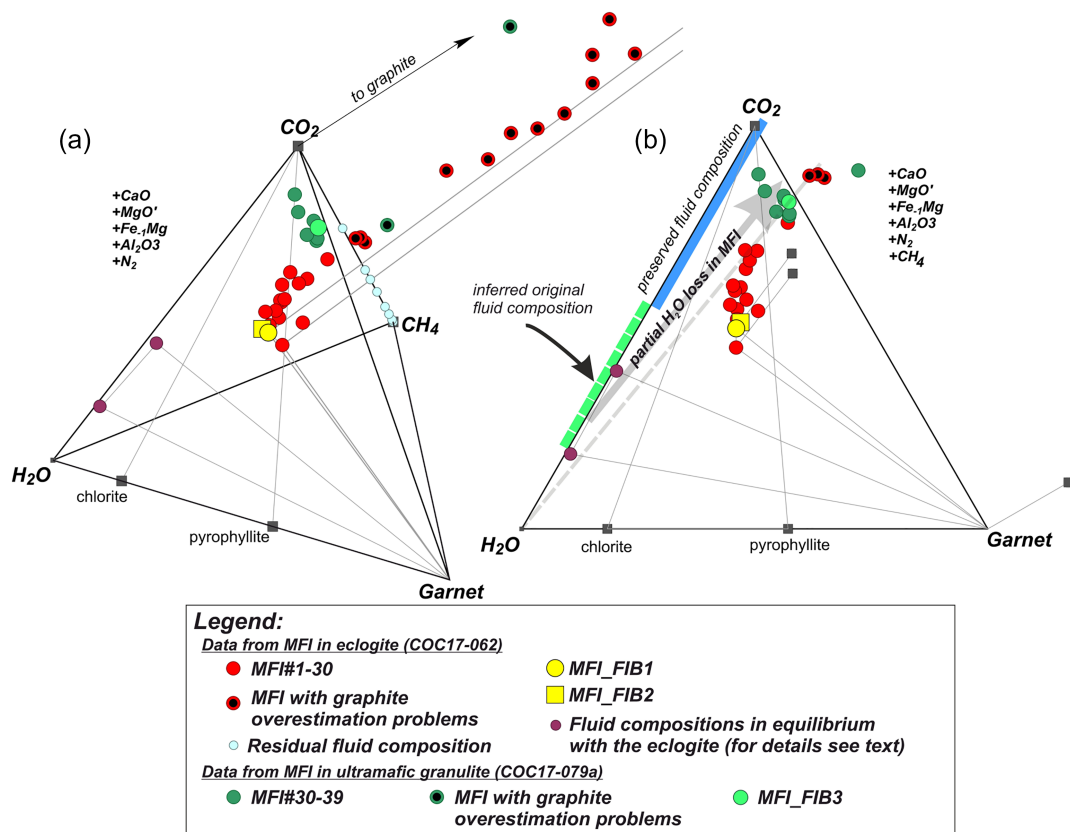 (a)
to graphite
CO2
+CaO
+MgO'
+Fe-1Mg
+Al2O3
+N2
CH4
H2O
chlorite
pyrophyllite
Garnet
(b)
CO2
+CaO
+MgO'
+Fe-1Mg
+Al2O3
+N2
+CH4
preserved fluid composition
partial H2O loss in MFI
inferred original
fluid composition
H2O
chlorite
pyrophyllite
Garnet
Legend:
Data from MFI in eclogite (COC17-062)
MFI#1-30
MFI with graphite
overestimation problems
Residual fluid composition
MFI_FIB1
MFI_FIB2
Fluid compositions in equilibrium
with the eclogite (for details see text)
Data from MFI in ultramafic granulite (COC17-079a)
MFI#30-39
MFI with graphite
overestimation problems
MFI_FIB3